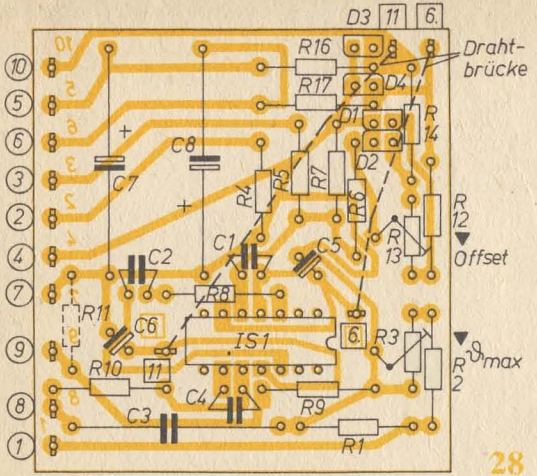 D3 11 6.
10
10
R16
Draht-
brücke
5
5
R17
D4
6
6
D1
R
14
C8
D2
3
3
C7
R4
R5
R7
R6
2
2
R
12
4
4
C2
C1
C5
R
13
Offset
7
R8
R11
C6
IS1
6.
R3
ϑmax
9
9
11
R10
R
2
8
8
C4
R9
C3
R1
1
28